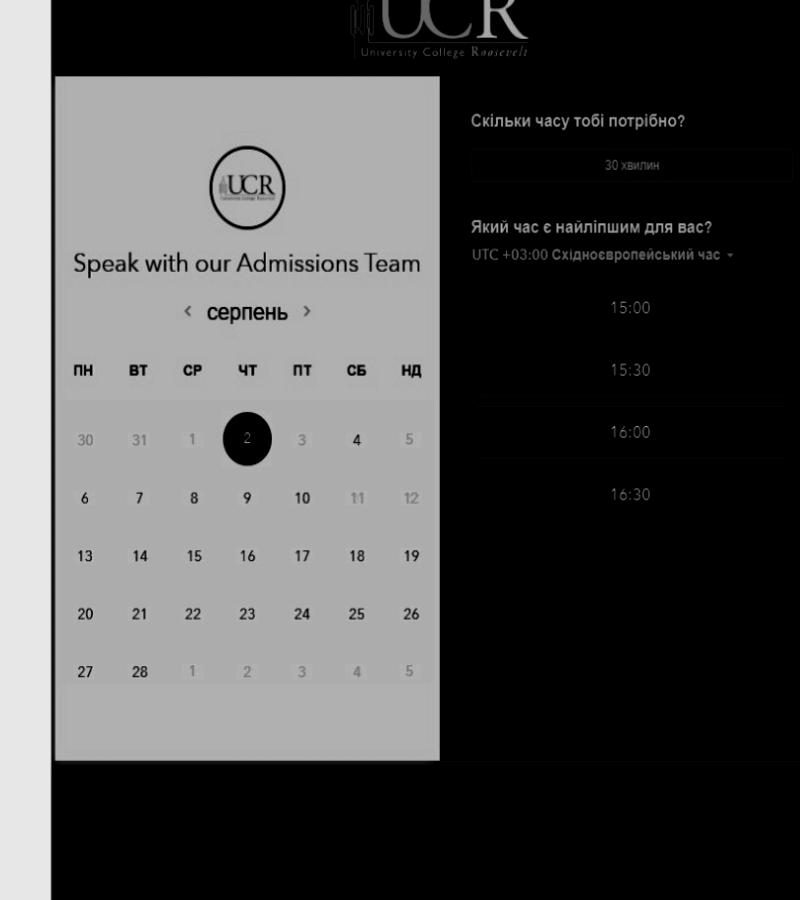 UCR
University College Roosevelt
UCR
Speak with our Admissions Team
< серпень >
ПН ВТ СР ЧТ ПТ СБ НД
30 31 1 2 3 4 5
6 7 8 9 10 11 12
13 14 15 16 17 18 19
20 21 22 23 24 25 26
27 28 1 2 3 4 5
Скільки часу тобі потрібно?
30 хвилин
Який час є найліпшим для вас?
UTC +03:00 Східноєвропейський час
15:00
15:30
16:00
16:30